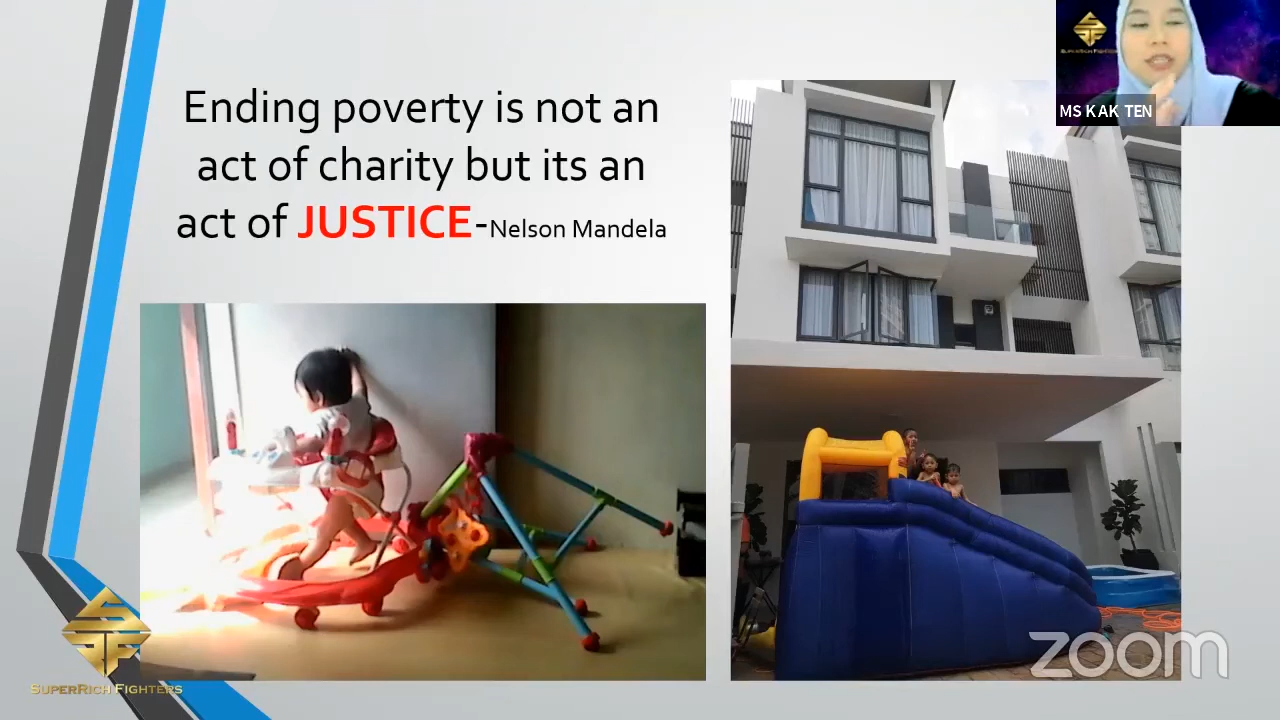 Ending poverty is not an
act of charity but its an
act of JUSTICE-Nelson Mandela
MS KAK TEN
SUPERRICH FIGHTERS
zoom